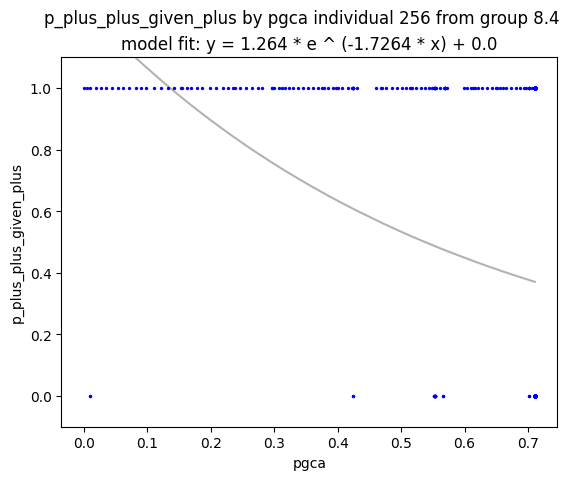 p_plus_plus_given_plus by pgca individual 256 from group 8.4
model fit: y = 1.264 * e ^ (-1.7264 * x) + 0.0
p_plus_plus_given_plus
1.0
0.8
0.6
0.4
0.2
0.0
0.0 0.1 0.2 0.3 0.4 0.5 0.6 0.7
pgca